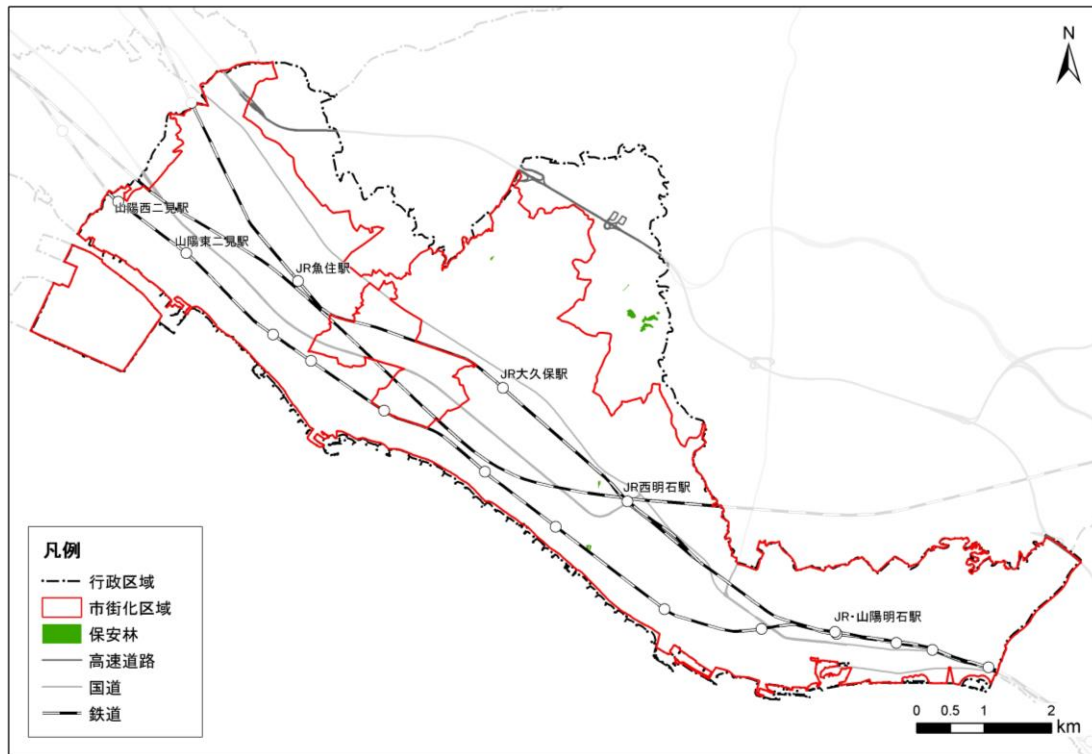 N
山陽西二見駅
山陽東二見駅
JR魚住駅
JR大久保駅
JR西明石駅
JR・山陽明石駅
凡例
行政区域
市街化区域
保安林
高速道路
国道
鉄道
0 0.5 1 2
km